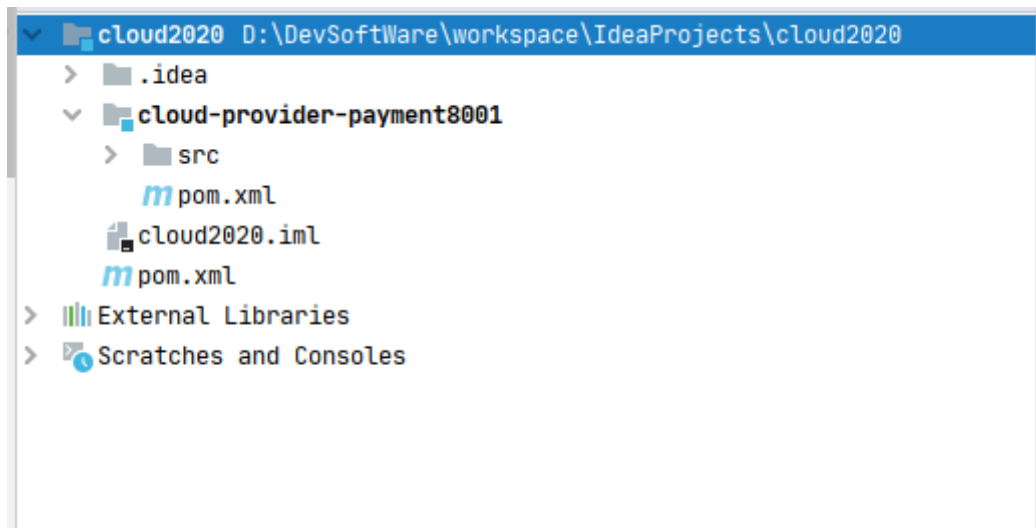 cloud2020 D:\DevSoftWare\workspace\IdeaProjects\cloud2020
.idea
cloud-provider-payment8001
src
m pom.xml
cloud2020.iml
m pom.xml
External Libraries
Scratches and Consoles